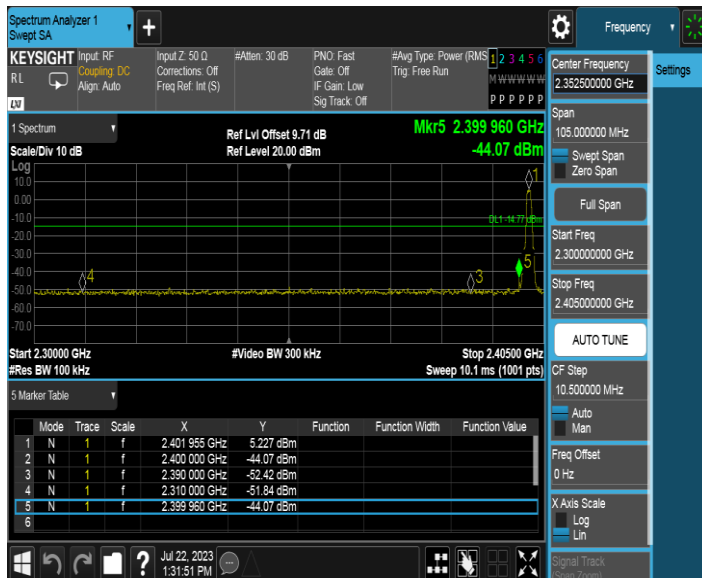 Spectrum Analyzer 1
Swept SA
Frequency
KEYSIGHT
RL
LXI
Input: RF
Coupling: DC
Align: Auto
Input Z: 50 Ω
Corrections: Off
Freq Ref: Int (S)
#Atten: 30 dB
PNO: Fast
Gate: Off
IF Gain: Low
Sig Track: Off
#Avg Type: Power (RMS
Trig: Free Run
1 2 3 4 5 6
M W W W W W
P P P P P P
1 Spectrum
Scale/Div 10 dB
Ref Lvl Offset 9.71 dB
Ref Level 20.00 dBm
Mkr5 2.399 960 GHz
-44.07 dBm
Log
10.0
0.00
-10.0
-20.0
-30.0
-40.0
-50.0
-60.0
-70.0
1
DL1 -14.77 dBm
5
4
3
Start 2.30000 GHz
#Video BW 300 kHz
Stop 2.40500 GHz
#Res BW 100 kHz
Sweep 10.1 ms (1001 pts)
5 Marker Table
Mode Trace Scale X Y Function Function Width Function Value
1 N 1 f 2.401 955 GHz 5.227 dBm
2 N 1 f 2.400 000 GHz -44.07 dBm
3 N 1 f 2.390 000 GHz -52.42 dBm
4 N 1 f 2.310 000 GHz -51.84 dBm
5 N 1 f 2.399 960 GHz -44.07 dBm
6
?
Jul 22, 2023
1:31:51 PM
Center Frequency
2.352500000 GHz
Span
105.000000 MHz
Swept Span
Zero Span
Full Span
Start Freq
2.300000000 GHz
Stop Freq
2.405000000 GHz
AUTO TUNE
CF Step
10.500000 MHz
Auto
Man
Freq Offset
0 Hz
X Axis Scale
Log
Lin
Signal Track
(Span Zoom)
Settings